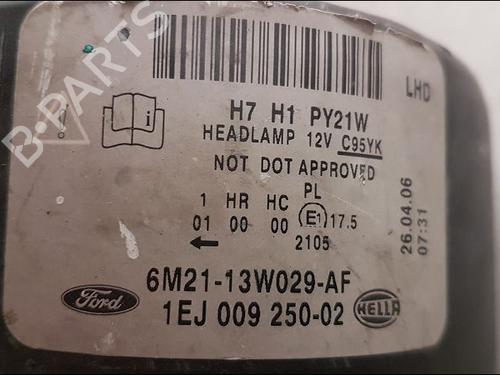 B-PARTS
LHD
H7 H1 PY21W
HEADLAMP 12V C95YK
NOT DOT APPROVED
1 HR HC PL
01 00 00 E1 17.5
2105
26.04.06
07:31
6M21-13W029-AF
Ford
1EJ 009 250-02
HELLA